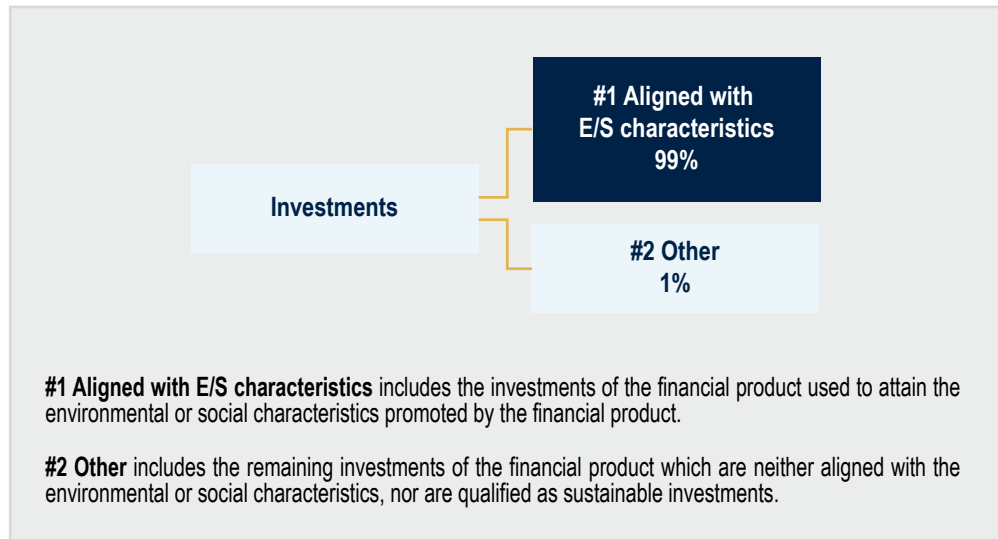 #1 Aligned with
E/S characteristics
99%
Investments
#2 Other
1%
#1 Aligned with E/S characteristics includes the investments of the financial product used to attain the
environmental or social characteristics promoted by the financial product.
#2 Other includes the remaining investments of the financial product which are neither aligned with the
environmental or social characteristics, nor are qualified as sustainable investments.